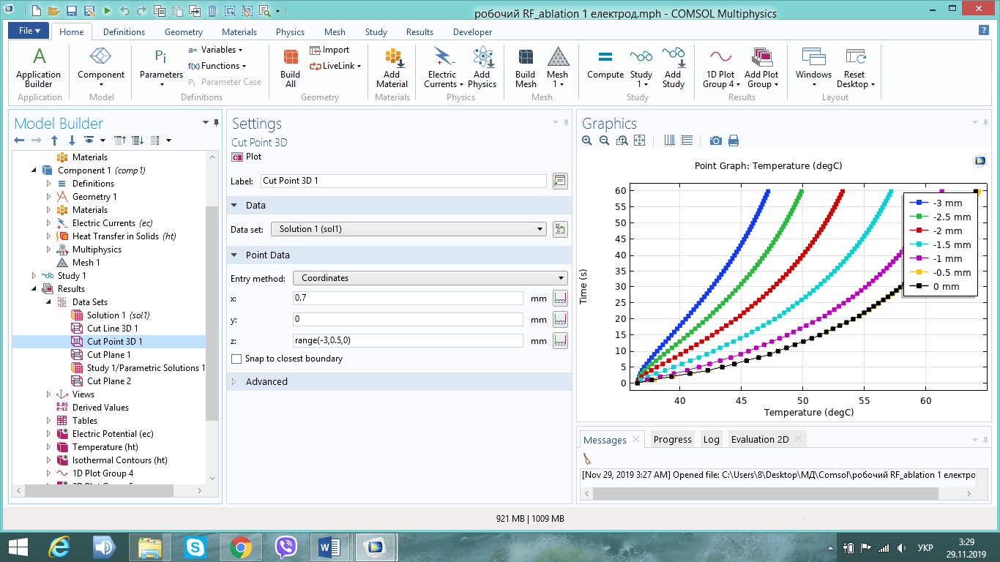 робочий RF_ablation 1 електрод.mph - COMSOL Multiphysics
File Home Definitions Geometry Materials Physics Mesh Study Results Developer
A Pi a= Variables Import
f(x) Functions LiveLink
Pi Parameter Case
Application Builder Component Parameters Build All Add Material Electric Currents Add Physics Build Mesh Mesh 1 Compute Study 1 Add Study 1D Plot Group 4 Add Plot Group Windows Reset Desktop
Application Model Definitions Geometry Materials Physics Mesh Study Results Layout
Model Builder
Materials
Component 1 (comp1)
Definitions
Geometry 1
Materials
Electric Currents (ec)
Heat Transfer in Solids (ht)
Multiphysics
Mesh 1
Study 1
Results
Data Sets
Solution 1 (sol1)
Cut Line 3D 1
Cut Point 3D 1
Cut Plane 1
Study 1/Parametric Solutions 1
Cut Plane 2
Views
8.85
e-12
Derived Values
Tables
Electric Potential (ec)
Temperature (ht)
Isothermal Contours (ht)
1D Plot Group 4
Settings
Cut Point 3D
Plot
Label: Cut Point 3D 1
Data
Data set: Solution 1 (sol1)
Point Data
Entry method: Coordinates
x: 0.7 mm
y: 0 mm
z: range(-3,0.5,0) mm
Snap to closest boundary
Advanced
Graphics
Point Graph: Temperature (degC)
60
55
50
45
40
35
30
25
20
15
10
5
0
Time (s)
-3 mm
-2.5 mm
-2 mm
-1.5 mm
-1 mm
-0.5 mm
0 mm
40 45 50 55 60
Temperature (degC)
Messages Progress Log Evaluation 2D
[Nov 29, 2019 3:27 AM] Opened file: C:\Users\8\Desktop\МД\Comsol\робочий RF_ablation 1 електро
921 MB | 1009 MB
УКР
3:29
29.11.2019